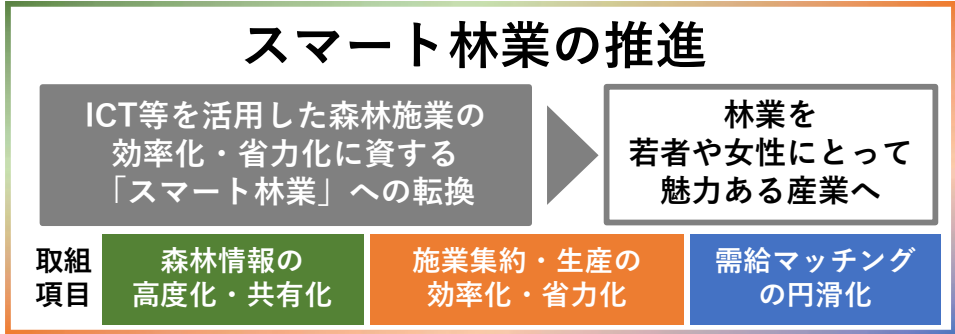 スマート林業の推進
ICT等を活用した森林施業の
効率化・省力化に資する
「スマート林業」への転換
林業を
若者や女性にとって
魅力ある産業へ
取組
項目
森林情報の
高度化・共有化
施業集約・生産の
効率化・省力化
需給マッチング
の円滑化